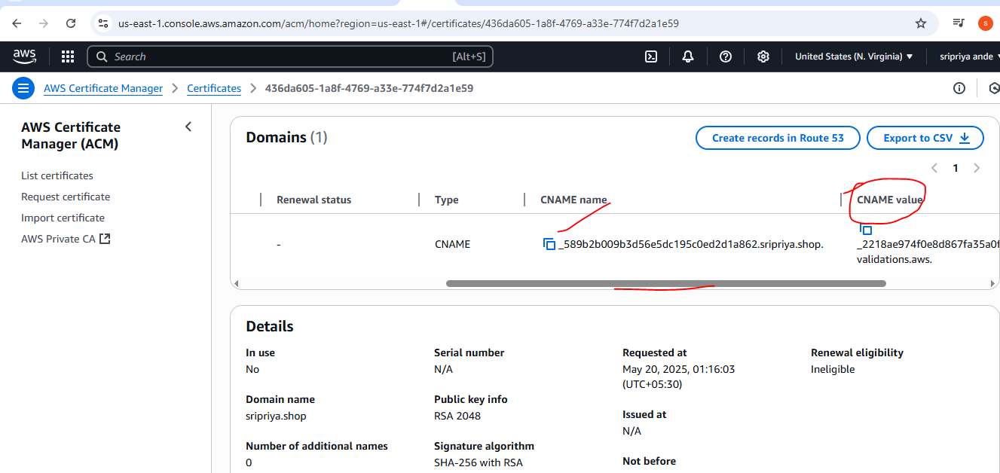 us-east-1.console.aws.amazon.com/acm/home?region=us-east-1#/certificates/436da605-1a8f-4769-a33e-774f7d2a1e59
S
aws
Search
[Alt+S]
United States (N. Virginia)
sripriya ande
AWS Certificate Manager
Certificates
436da605-1a8f-4769-a33e-774f7d2a1e59
AWS Certificate
Manager (ACM)
List certificates
Request certificate
Import certificate
AWS Private CA
Domains (1)
Create records in Route 53
Export to CSV
1
Renewal status
Type
CNAME name
CNAME value
-
CNAME
_589b2b009b3d56e5dc195c0ed2d1a862.sripriya.shop.
_2218ae974f0e8d867fa35a0f
validations.aws.
Details
In use
No
Domain name
sripriya.shop
Number of additional names
0
Serial number
N/A
Public key info
RSA 2048
Signature algorithm
SHA-256 with RSA
Requested at
May 20, 2025, 01:16:03
(UTC+05:30)
Issued at
N/A
Not before
Renewal eligibility
Ineligible